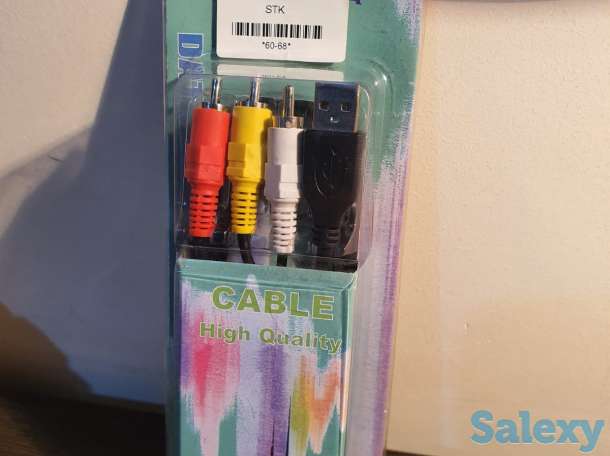 STK
*60-68*
CABLE
High Quality
Salexy